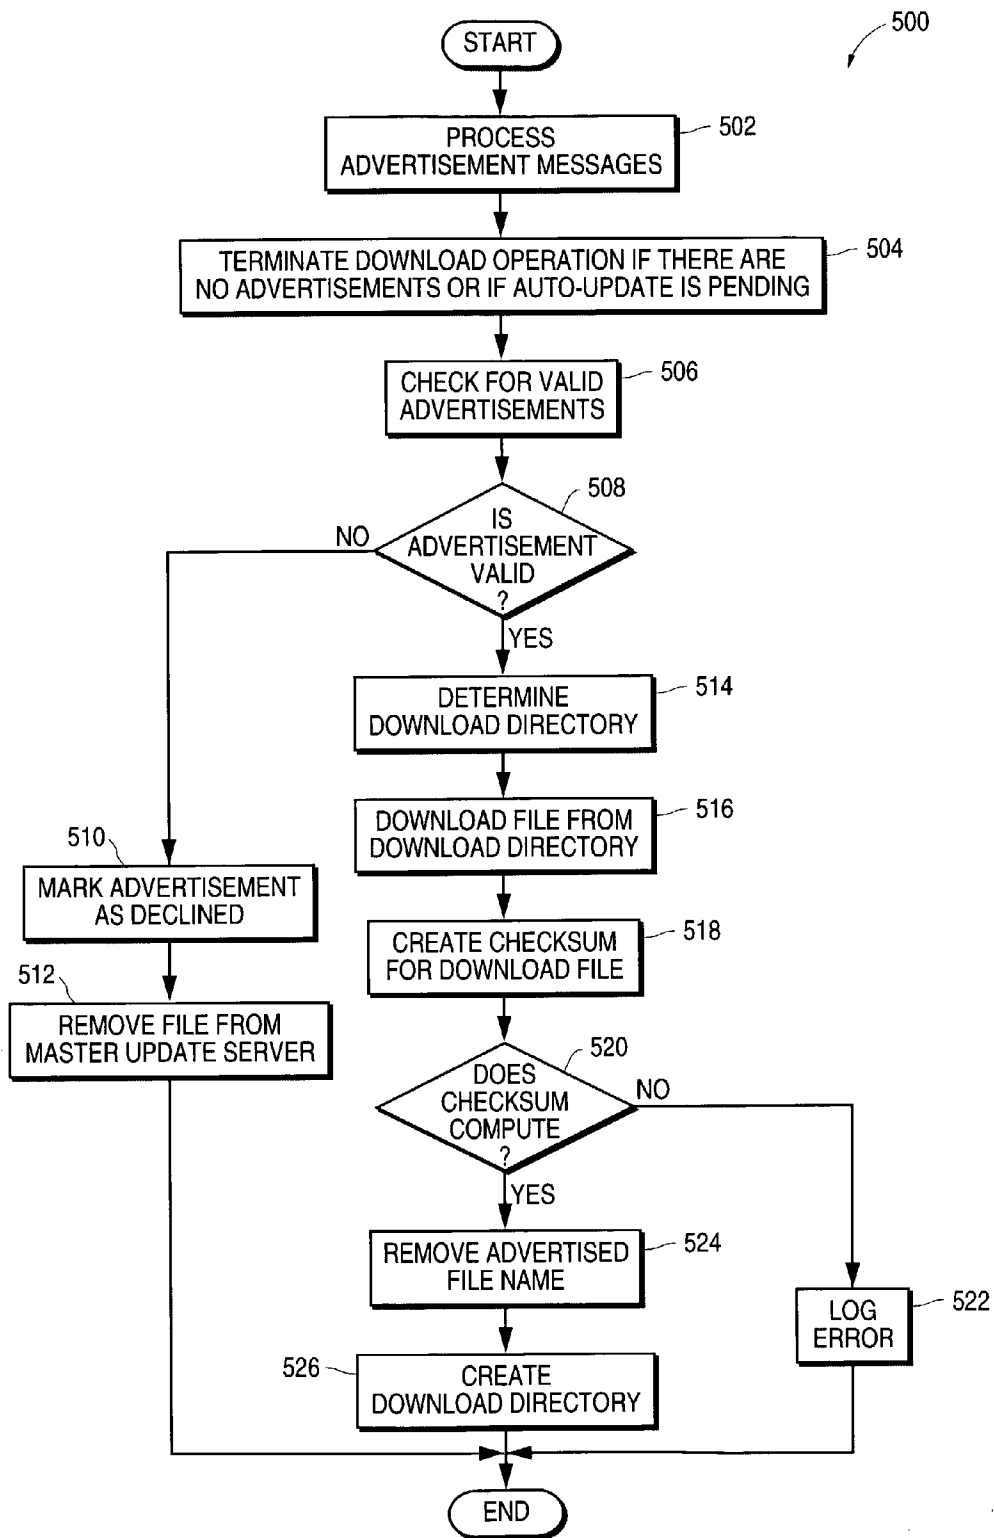 START
500
PROCESS
ADVERTISEMENT MESSAGES
502
TERMINATE DOWNLOAD OPERATION IF THERE ARE
NO ADVERTISEMENTS OR IF AUTO-UPDATE IS PENDING
504
CHECK FOR VALID
ADVERTISEMENTS
506
IS
ADVERTISEMENT
VALID
?
508
NO
YES
DETERMINE
DOWNLOAD DIRECTORY
514
DOWNLOAD FILE FROM
DOWNLOAD DIRECTORY
516
510
MARK ADVERTISEMENT
AS DECLINED
CREATE CHECKSUM
FOR DOWNLOAD FILE
518
512
REMOVE FILE FROM
MASTER UPDATE SERVER
DOES
CHECKSUM
COMPUTE
?
520
NO
YES
REMOVE ADVERTISED
FILE NAME
524
LOG
ERROR
522
526
CREATE
DOWNLOAD DIRECTORY
END